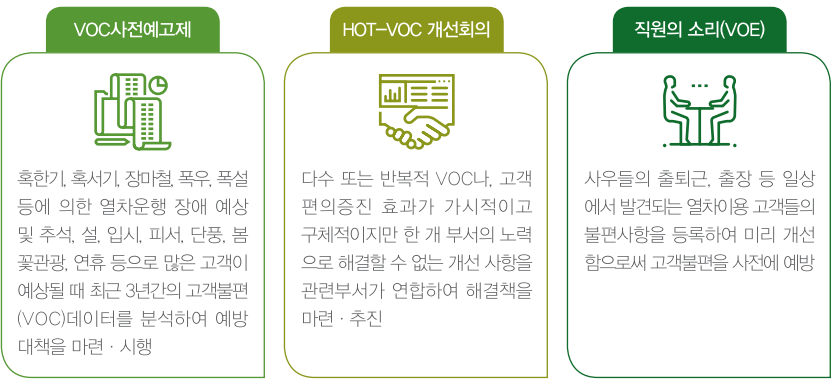 VOC사전예고제
혹한기, 혹서기, 장마철, 폭우, 폭설
등에 의한 열차운행 장애 예상
및 추석, 설, 입시, 피서, 단풍, 봄
꽃관광, 연휴 등으로 많은 고객이
예상될 때 최근 3년간의 고객불편
(VOC)데이터를 분석하여 예방
대책을 마련 · 시행
HOT-VOC 개선회의
다수 또는 반복적 VOC나, 고객
편의증진 효과가 가시적이고
구체적이지만 한 개 부서의 노력
으로 해결할 수 없는 개선 사항을
관련부서가 연합하여 해결책을
마련 · 추진
직원의 소리(VOE)
사우들의 출퇴근, 출장 등 일상
에서 발견되는 열차이용 고객들의
불편사항을 등록하여 미리 개선
함으로써 고객불편을 사전에 예방